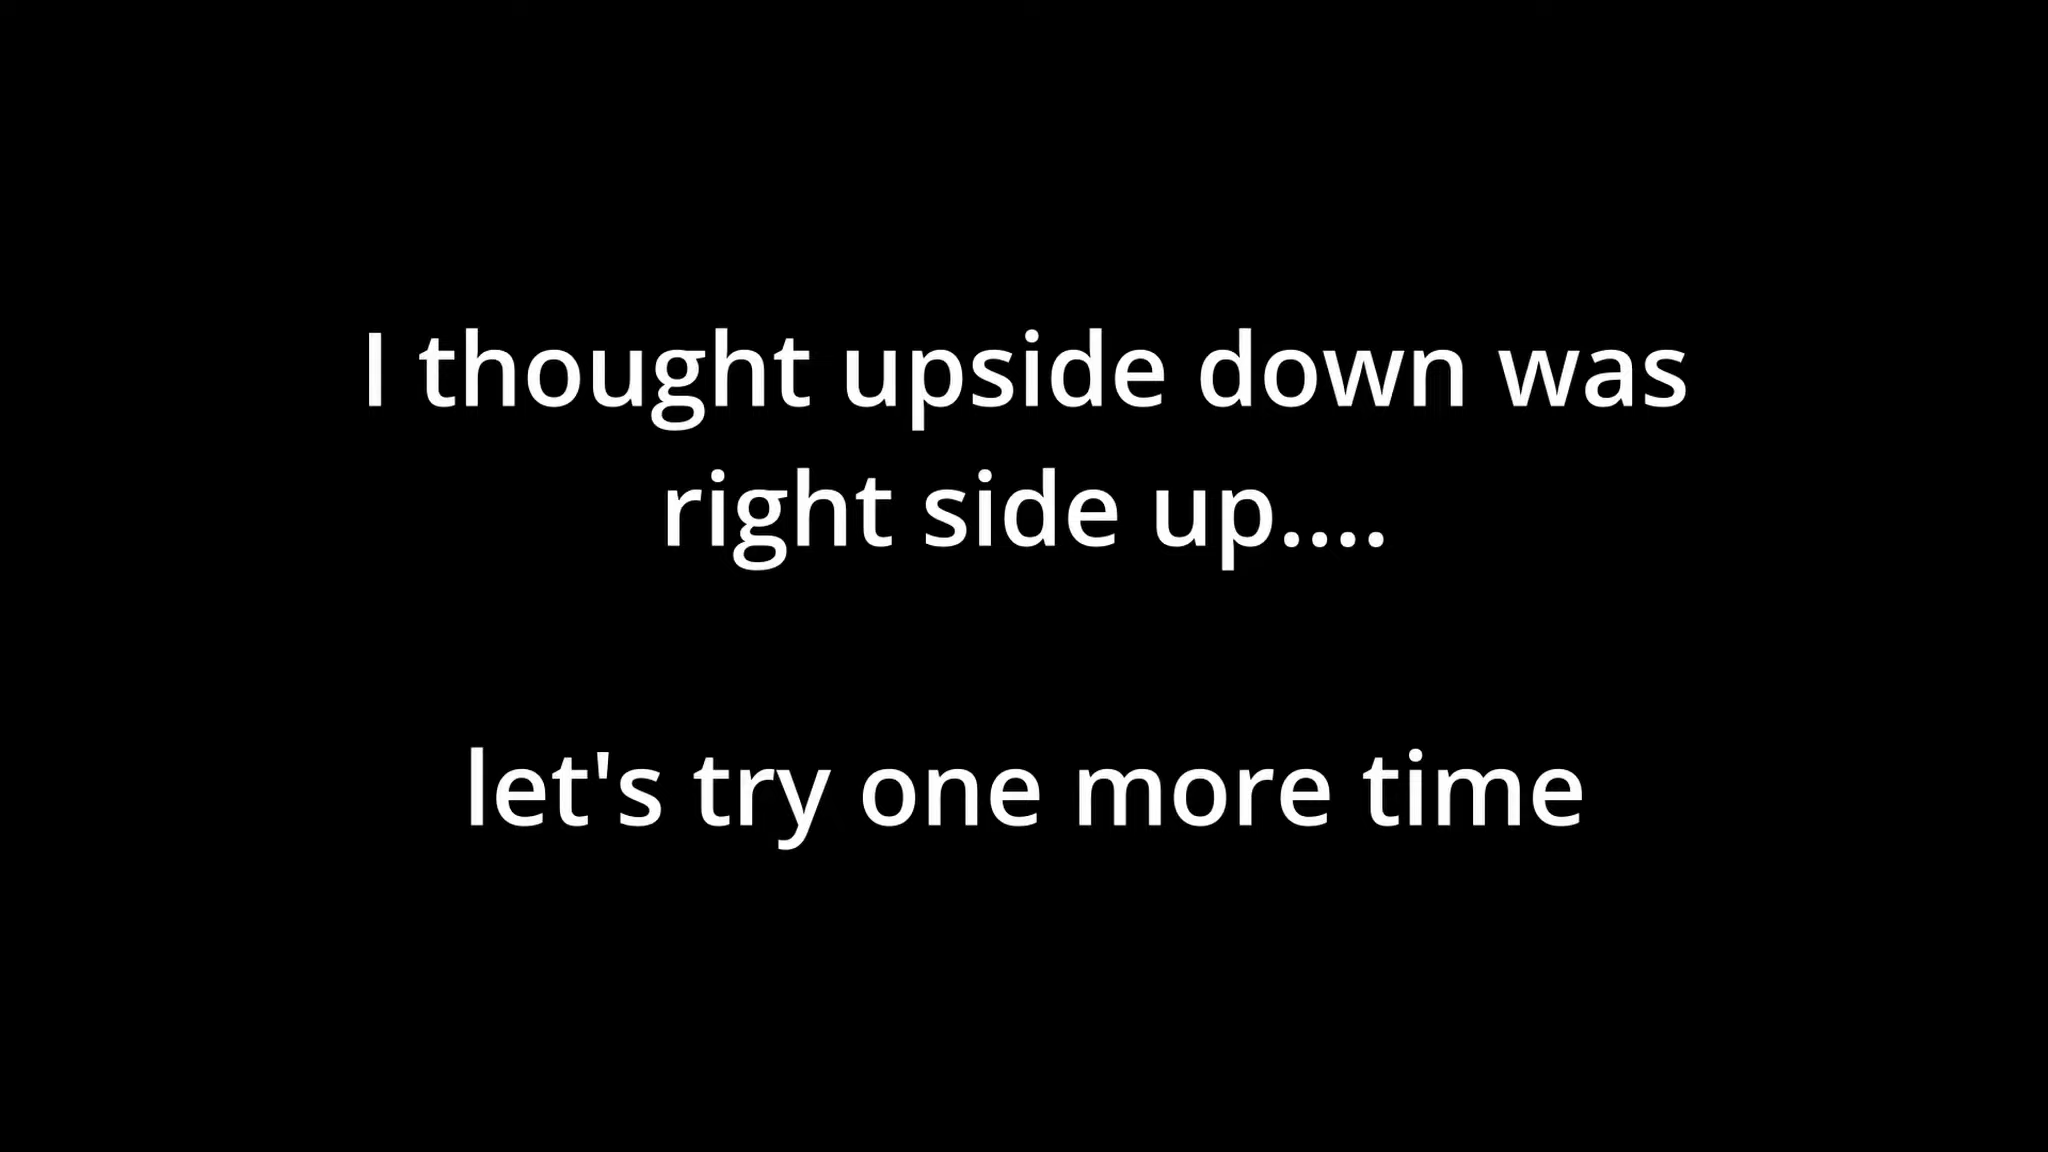 I thought upside down was
right side up....
let's try one more time